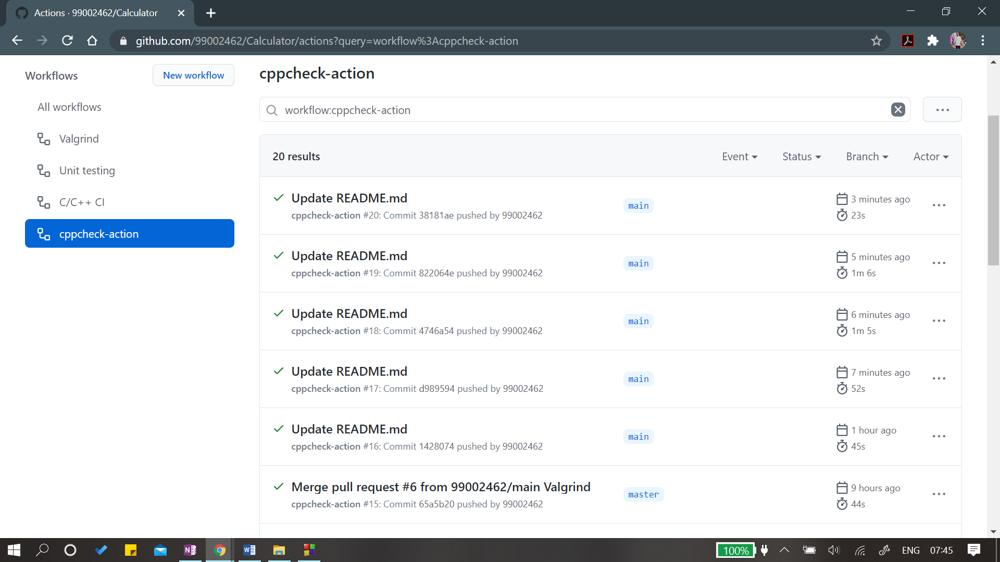 Actions · 99002462/Calculator
github.com/99002462/Calculator/actions?query=workflow%3Acppcheck-action
Workflows
New workflow
All workflows
Valgrind
Unit testing
C/C++ CI
cppcheck-action
cppcheck-action
workflow:cppcheck-action
20 results
Event
Status
Branch
Actor
Update README.md
cppcheck-action #20: Commit 38181ae pushed by 99002462
main
3 minutes ago
23s
Update README.md
cppcheck-action #19: Commit 822064e pushed by 99002462
main
5 minutes ago
1m 6s
Update README.md
cppcheck-action #18: Commit 4746a54 pushed by 99002462
main
6 minutes ago
1m 5s
Update README.md
cppcheck-action #17: Commit d989594 pushed by 99002462
main
7 minutes ago
52s
Update README.md
cppcheck-action #16: Commit 1428074 pushed by 99002462
main
1 hour ago
45s
Merge pull request #6 from 99002462/main Valgrind
cppcheck-action #15: Commit 65a5b20 pushed by 99002462
master
9 hours ago
44s
100%
ENG
07:45